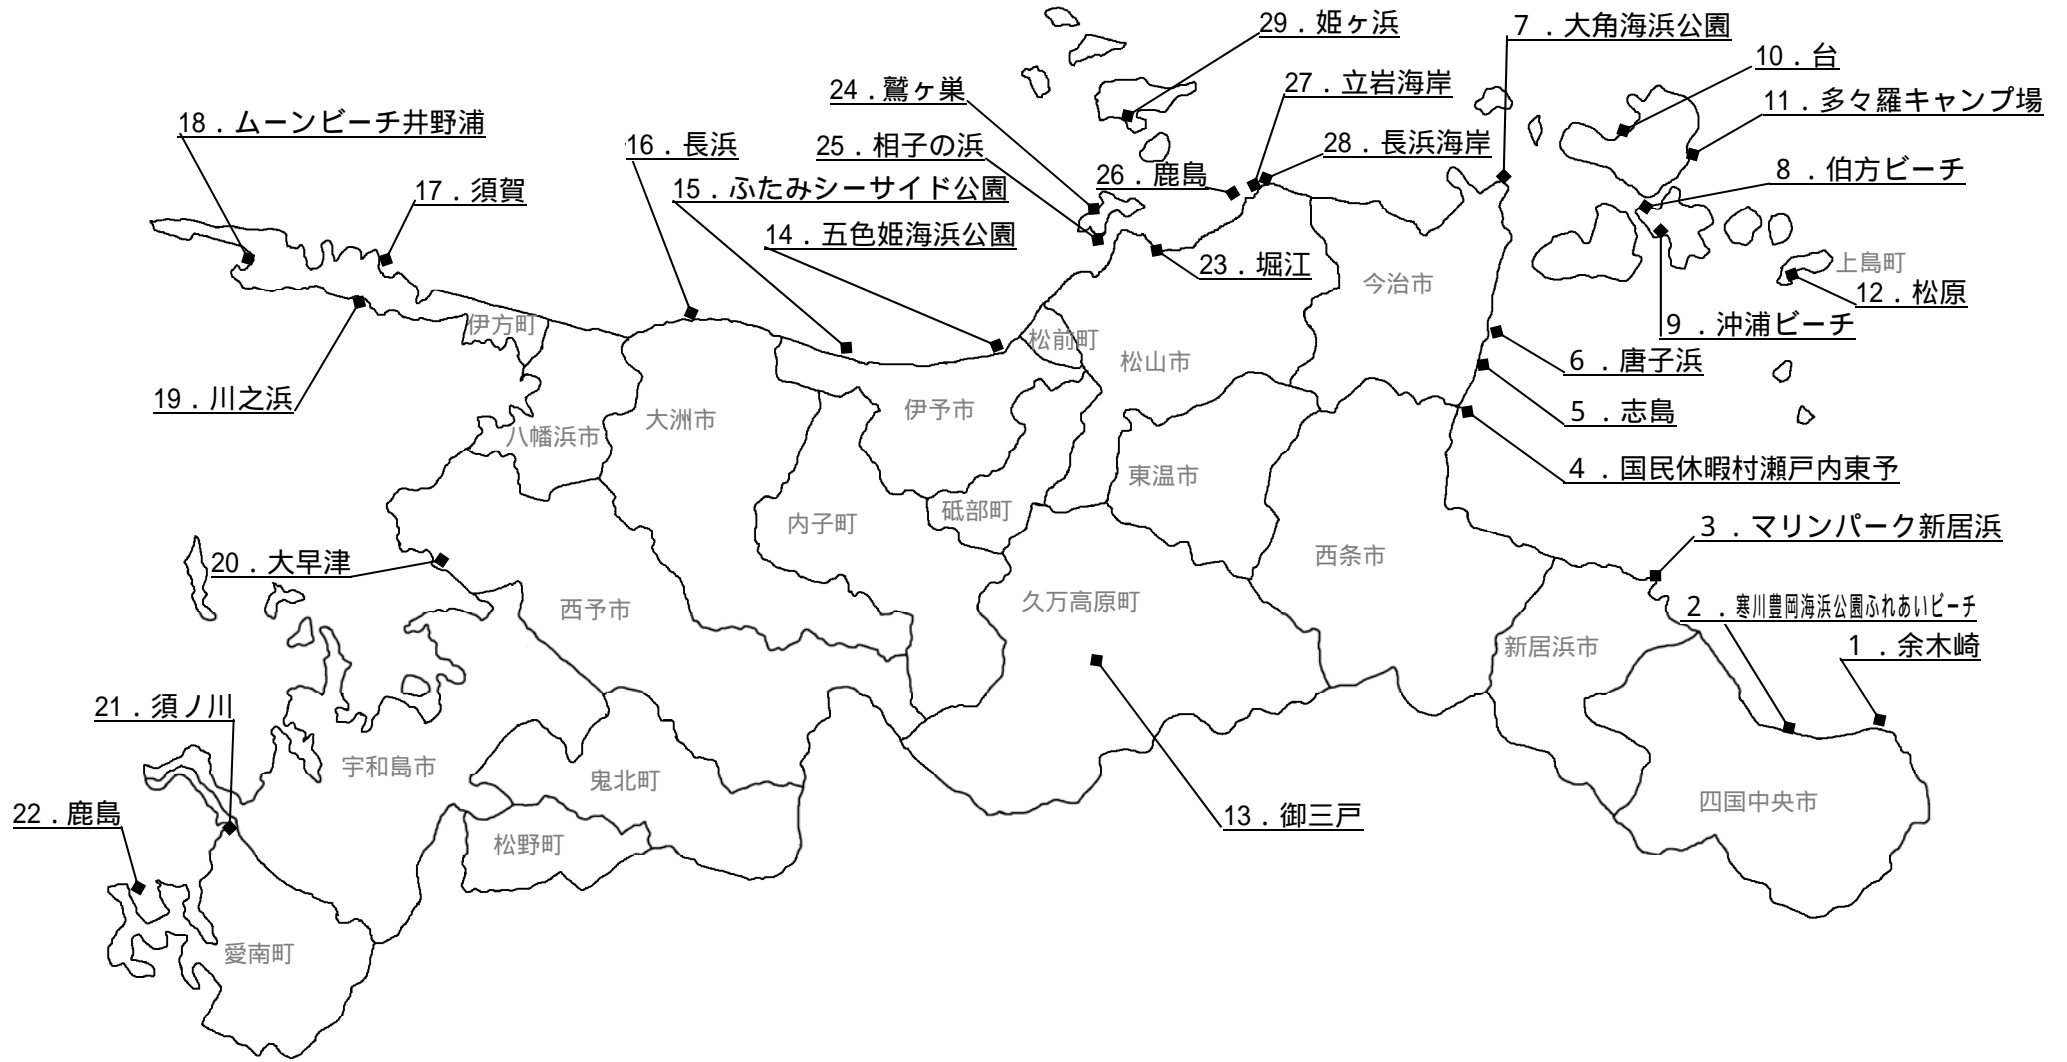 29．姫ヶ浜
７．大角海浜公園
10．台
24．鷲ヶ巣
27．立岩海岸
11．多々羅キャンプ場
18．ムーンビーチ井野浦
16．長浜
25．相子の浜
28．長浜海岸
26．鹿島
８．伯方ビーチ
17．須賀
15．ふたみシーサイド公園
14．五色姫海浜公園
23．堀江
上島町
今治市
12．松原
伊方町
９．沖浦ビーチ
松前町
松山市
６．唐子浜
19．川之浜
伊予市
５．志島
大洲市
八幡浜市
４．国民休暇村瀬戸内東予
東温市
砥部町
内子町
３．マリンパーク新居浜
西条市
20．大早津
久万高原町
西予市
２．寒川豊岡海浜公園ふれあいビーチ
新居浜市
１．余木崎
21．須ノ川
宇和島市
鬼北町
四国中央市
22．鹿島
13．御三戸
松野町
愛南町